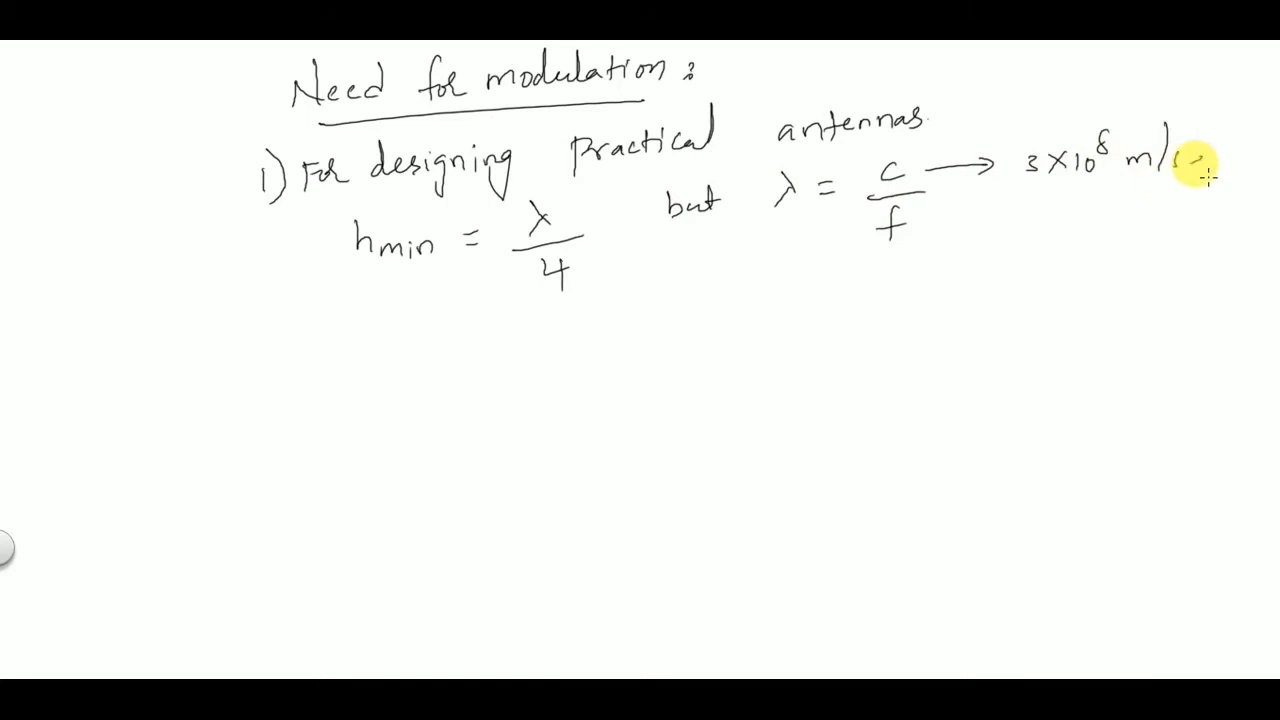 Need for modulation :
1) For designing Practical antennas.
hmin = λ/4 but λ = c/f → 3×10⁸ m/s